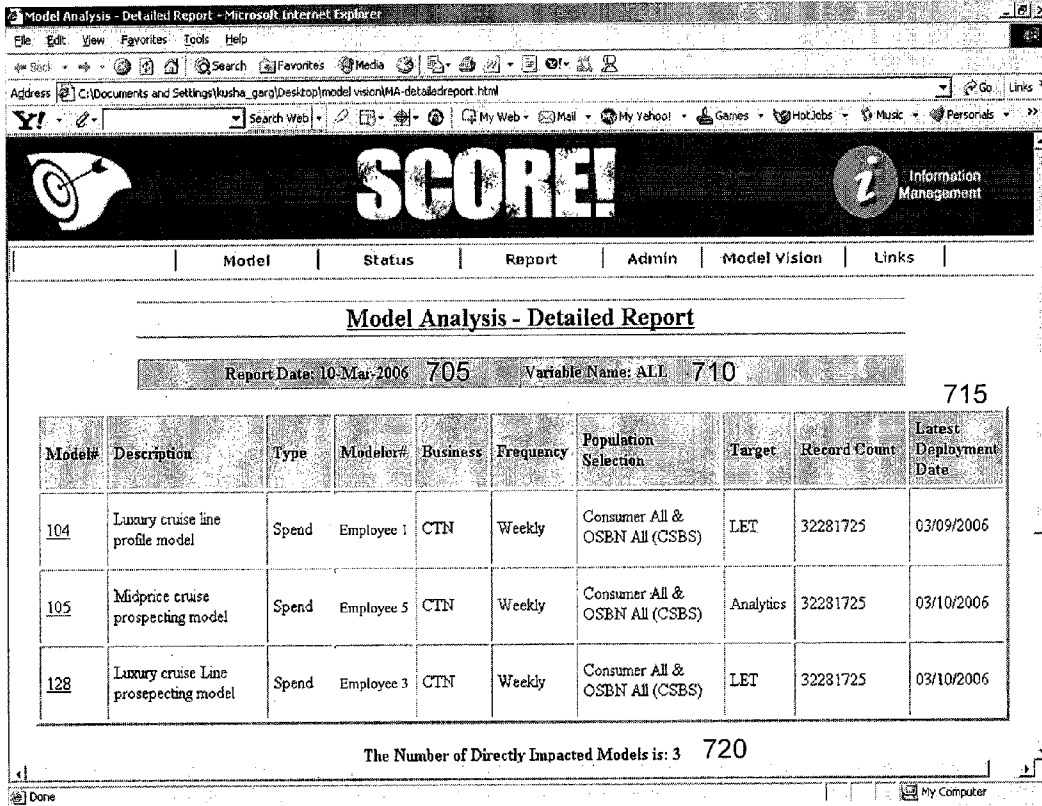 Model Analysis - Detailed Report - Microsoft Internet Explorer
File Edit View Favorites Tools Help
Back Search Favorites Media
Address C:\Documents and Settings\kusha_garg\Desktop\model vision\MA-detailedreport.html Go Links
Y! Search Web My Web Mail My Yahoo! Games HotJobs Music Personals
SCORE!
i Information Management
Model Status Report Admin Model Vision Links
Model Analysis - Detailed Report
Report Date: 10-Mar-2006 705 Variable Name: ALL 710
715
Model# Description Type Modeler# Business Frequency Population Selection Target Record Count Latest Deployment Date
104 Luxury cruise line profile model Spend Employee 1 CTN Weekly Consumer All & OSBN All (CSBS) LET 32281725 03/09/2006
105 Midprice cruise prospecting model Spend Employee 5 CTN Weekly Consumer All & OSBN All (CSBS) Analytics 32281725 03/10/2006
128 Luxury cruise Line prosepecting model Spend Employee 3 CTN Weekly Consumer All & OSBN All (CSBS) LET 32281725 03/10/2006
The Number of Directly Impacted Models is: 3 720
Done My Computer